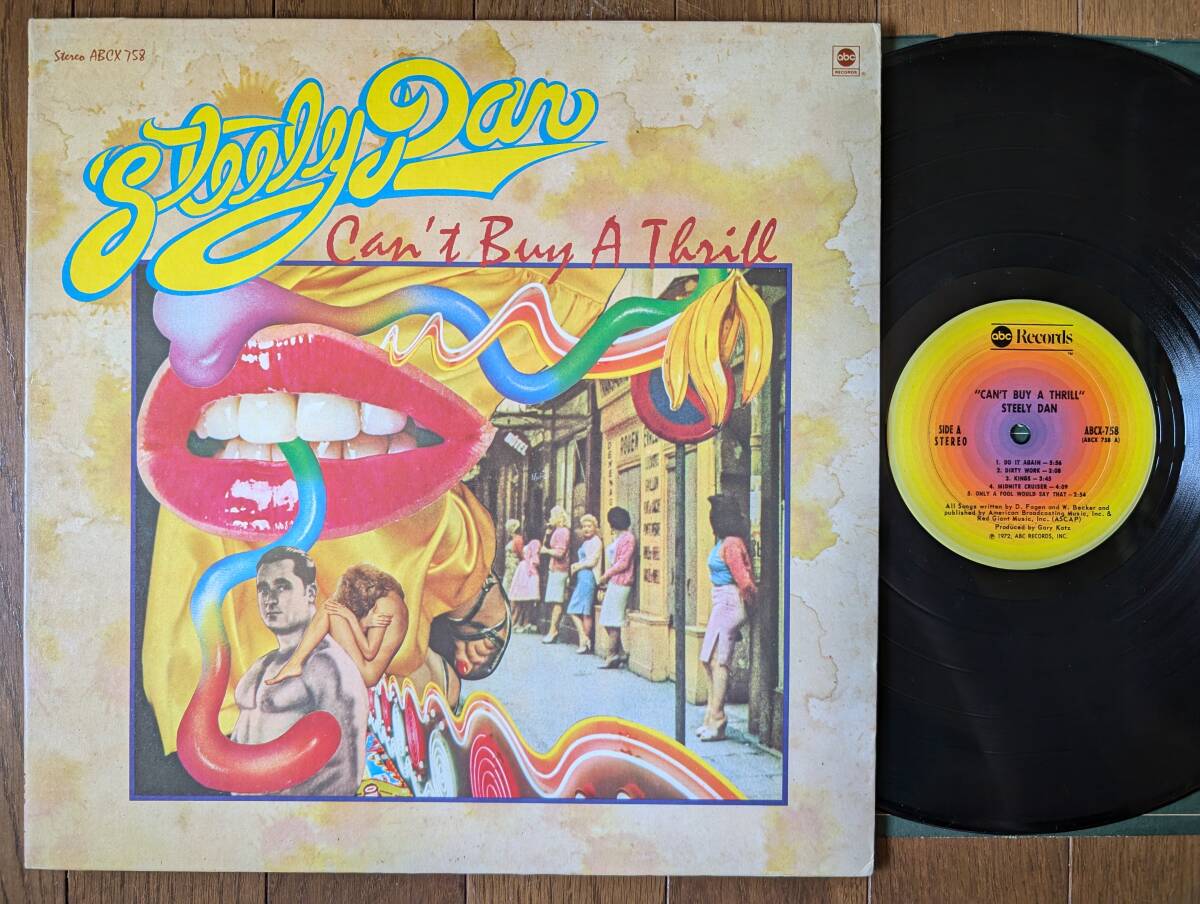 Stereo ABCX 758
abc
RECORDS
Steely Dan
Can't Buy A Thrill
HOTEL
abc Records
TM
"CAN'T BUY A THRILL"
STEELY DAN
SIDE A
STEREO
ABCX-758
(ABCX 758 A)
1. DO IT AGAIN—5:56
2. DIRTY WORK—3:08
3. KINGS—3:45
4. MIDNITE CRUISER—4:09
5. ONLY A FOOL WOULD SAY THAT—2:54
All Songs written by D. Fagen and W. Becker and
published by American Broadcasting Music, Inc. &
Red Giant Music, Inc. (ASCAP)
Produced by Gary Katz
℗ 1972, ABC RECORDS, INC.